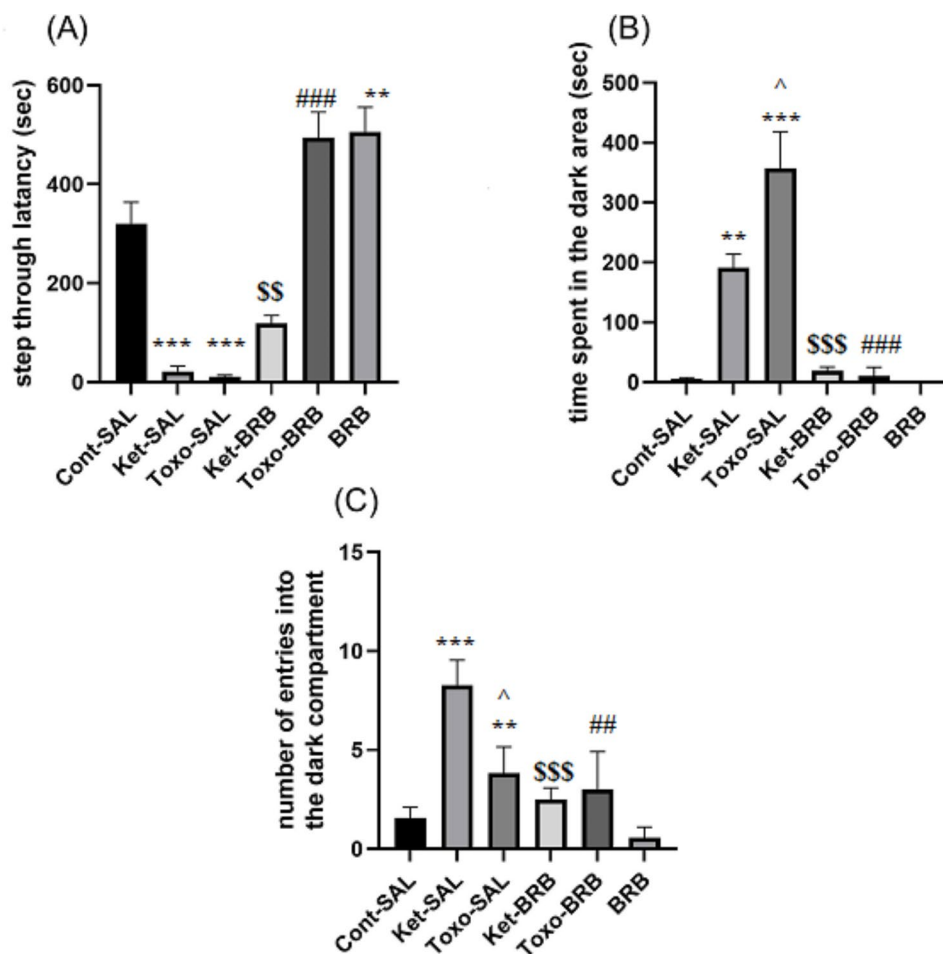 (A)
step through latancy (sec)
600
400
200
0
***
***
$$
###
**
Cont-SAL
Ket-SAL
Toxo-SAL
Ket-BRB
Toxo-BRB
BRB
(B)
time spent in the dark area (sec)
500
400
300
200
100
0
**
^
***
$$$
###
Cont-SAL
Ket-SAL
Toxo-SAL
Ket-BRB
Toxo-BRB
BRB
(C)
number of entries into
the dark compartment
15
10
5
0
***
^
**
$$$
##
Cont-SAL
Ket-SAL
Toxo-SAL
Ket-BRB
Toxo-BRB
BRB